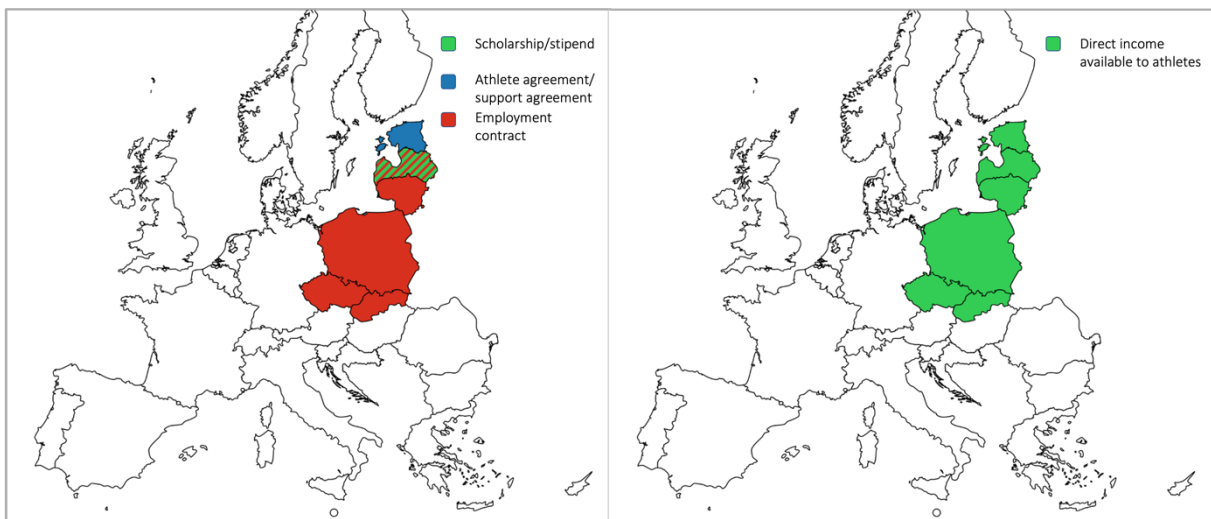 Scholarship/stipend
Athlete agreement/
support agreement
Employment
contract
Direct income
available to athletes